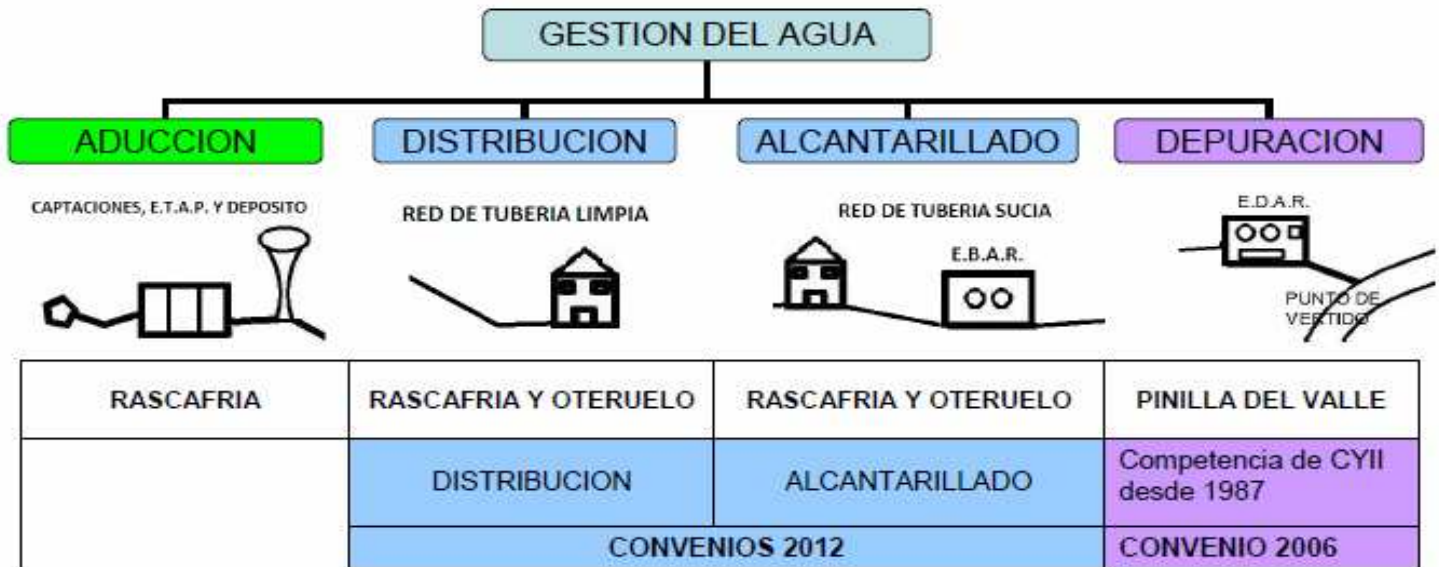 GESTION DEL AGUA
ADUCCION
DISTRIBUCION
ALCANTARILLADO
DEPURACION
CAPTACIONES, E.T.A.P. Y DEPOSITO
RED DE TUBERIA LIMPIA
RED DE TUBERIA SUCIA
E.B.A.R.
E.D.A.R.
PUNTO DE
VERTIDO
RASCAFRIA
RASCAFRIA Y OTERUELO
RASCAFRIA Y OTERUELO
PINILLA DEL VALLE
DISTRIBUCION
ALCANTARILLADO
Competencia de CYII
desde 1987
CONVENIOS 2012
CONVENIO 2006